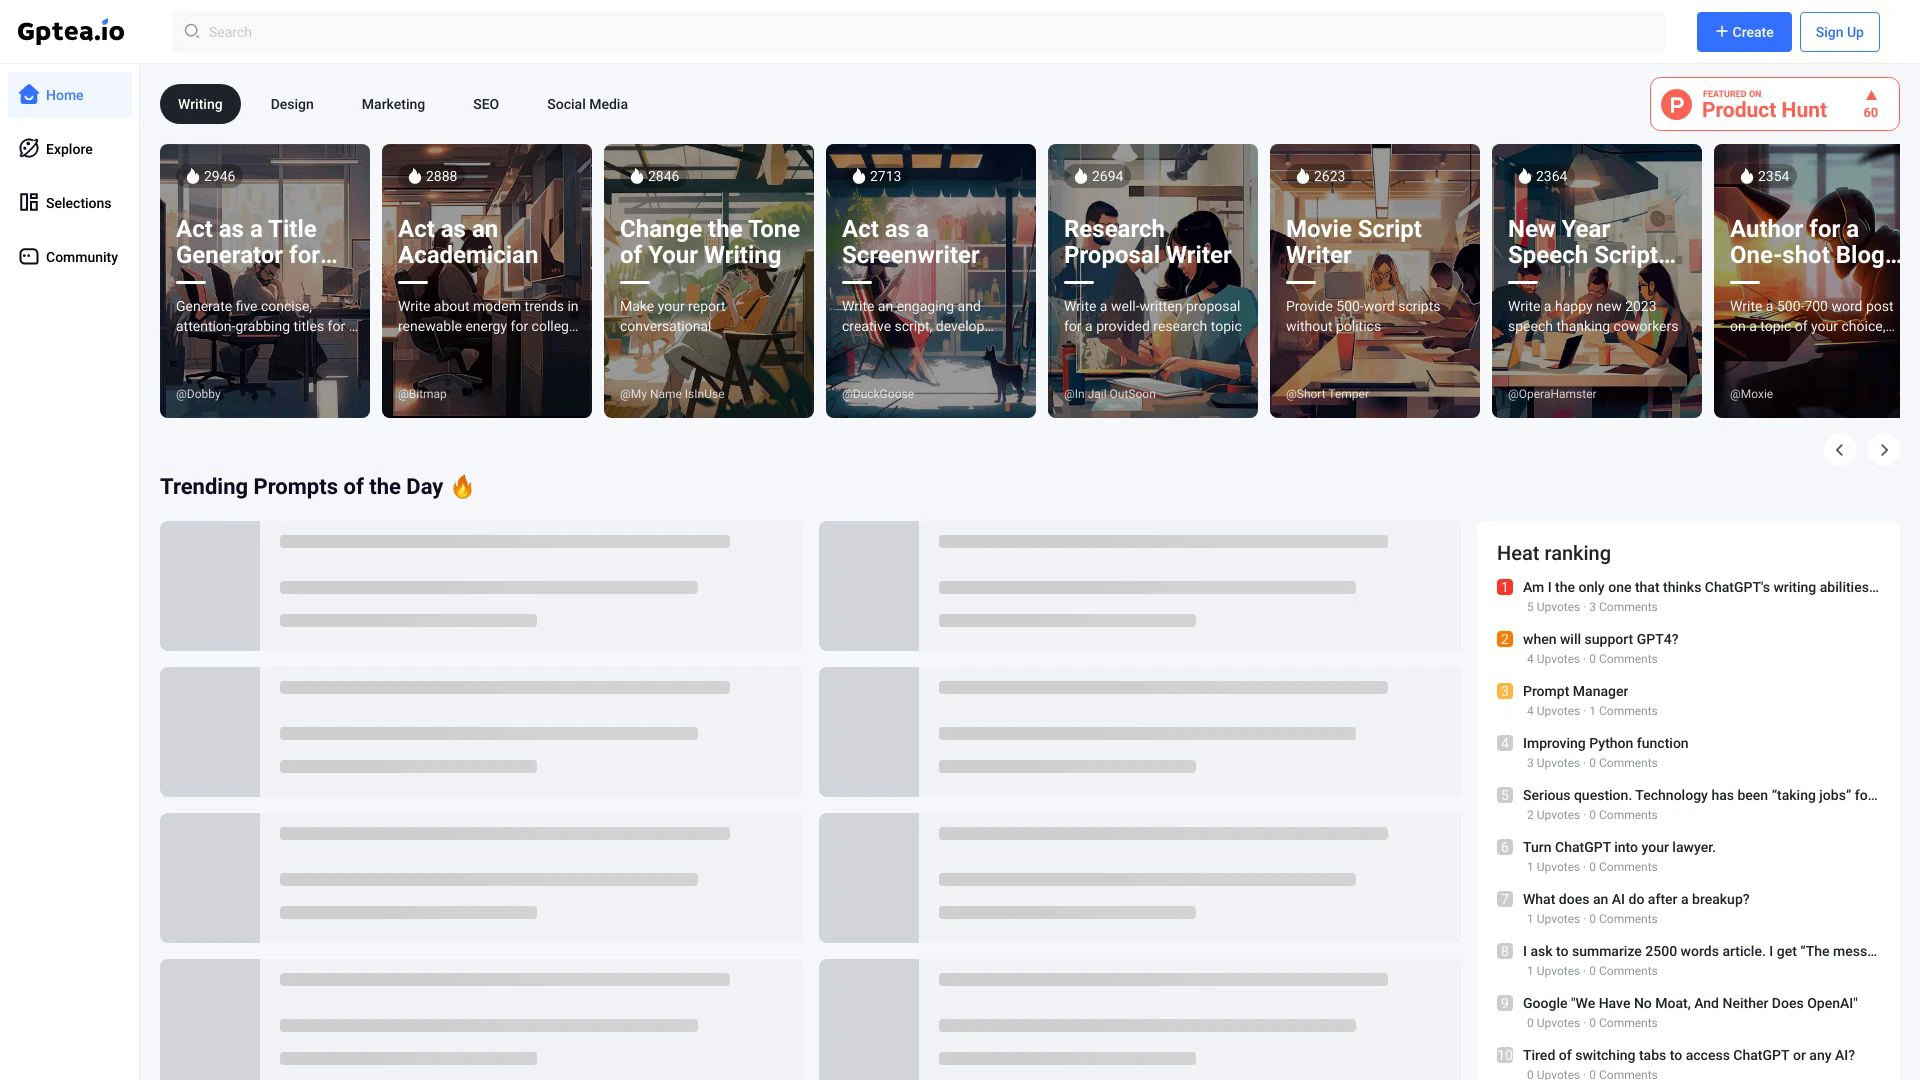 Gptea.io
Search
+ Create
Sign Up
Home
Explore
Selections
Community
Writing
Design
Marketing
SEO
Social Media
FEATURED ON
Product Hunt
60
2946
Act as a Title
Generator for...
Generate five concise,
attention-grabbing titles for ...
@Dobby
2888
Act as an
Academician
Write about modern trends in
renewable energy for colleg...
@Bitmap
2846
Change the Tone
of Your Writing
Make your report
conversational
@My Name IsInUse
2713
Act as a
Screenwriter
Write an engaging and
creative script, develop...
@DuckGoose
2694
Research
Proposal Writer
Write a well-written proposal
for a provided research topic
@In Jail OutSoon
2623
Movie Script
Writer
Provide 500-word scripts
without politics
@Short Temper
2364
New Year
Speech Script...
Write a happy new 2023
speech thanking coworkers
@OperaHamster
2354
Author for a
One-shot Blog...
Write a 500-700 word post
on a topic of your choice,...
@Moxie
Trending Prompts of the Day 🔥
Heat ranking
1 Am I the only one that thinks ChatGPT's writing abilities...
5 Upvotes · 3 Comments
2 when will support GPT4?
4 Upvotes · 0 Comments
3 Prompt Manager
4 Upvotes · 1 Comments
4 Improving Python function
3 Upvotes · 0 Comments
5 Serious question. Technology has been “taking jobs” fo...
2 Upvotes · 0 Comments
6 Turn ChatGPT into your lawyer.
1 Upvotes · 0 Comments
7 What does an AI do after a breakup?
1 Upvotes · 0 Comments
8 I ask to summarize 2500 words article. I get “The mess...
1 Upvotes · 0 Comments
9 Google "We Have No Moat, And Neither Does OpenAI"
0 Upvotes · 0 Comments
10 Tired of switching tabs to access ChatGPT or any AI?
0 Upvotes · 0 Comments